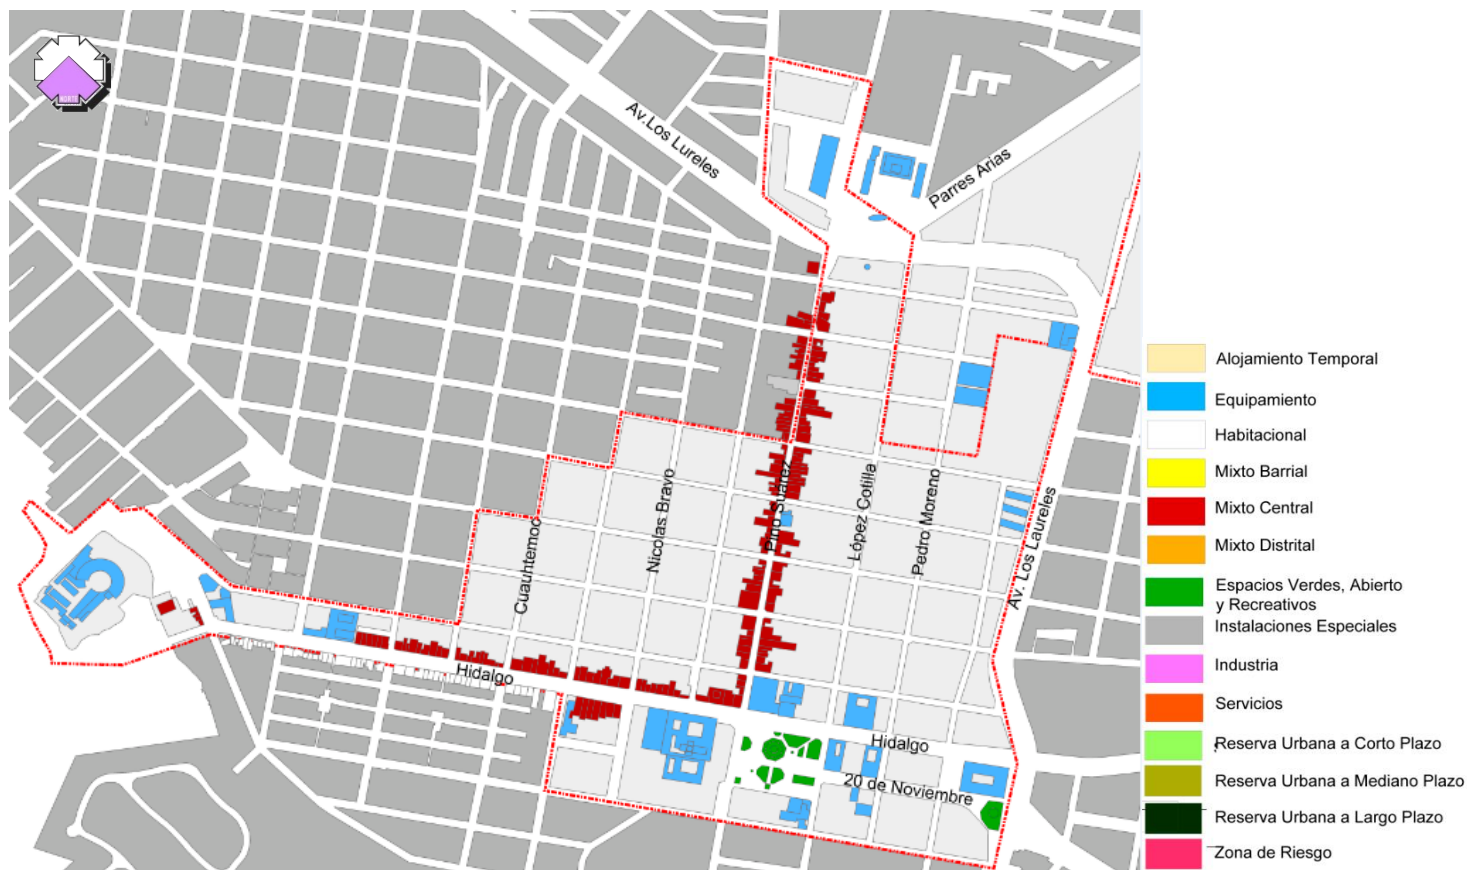 NORTE
Av.Los Lureles
Parres Arias
Cuauhtemoc
Nicolas Bravo
Pino Suárez
López Cotilla
Pedro Moreno
Av. Los Laureles
Hidalgo
Hidalgo
20 de Noviembre
Alojamiento Temporal
Equipamiento
Habitacional
Mixto Barrial
Mixto Central
Mixto Distrital
Espacios Verdes, Abierto
y Recreativos
Instalaciones Especiales
Industria
Servicios
Reserva Urbana a Corto Plazo
Reserva Urbana a Mediano Plazo
Reserva Urbana a Largo Plazo
Zona de Riesgo